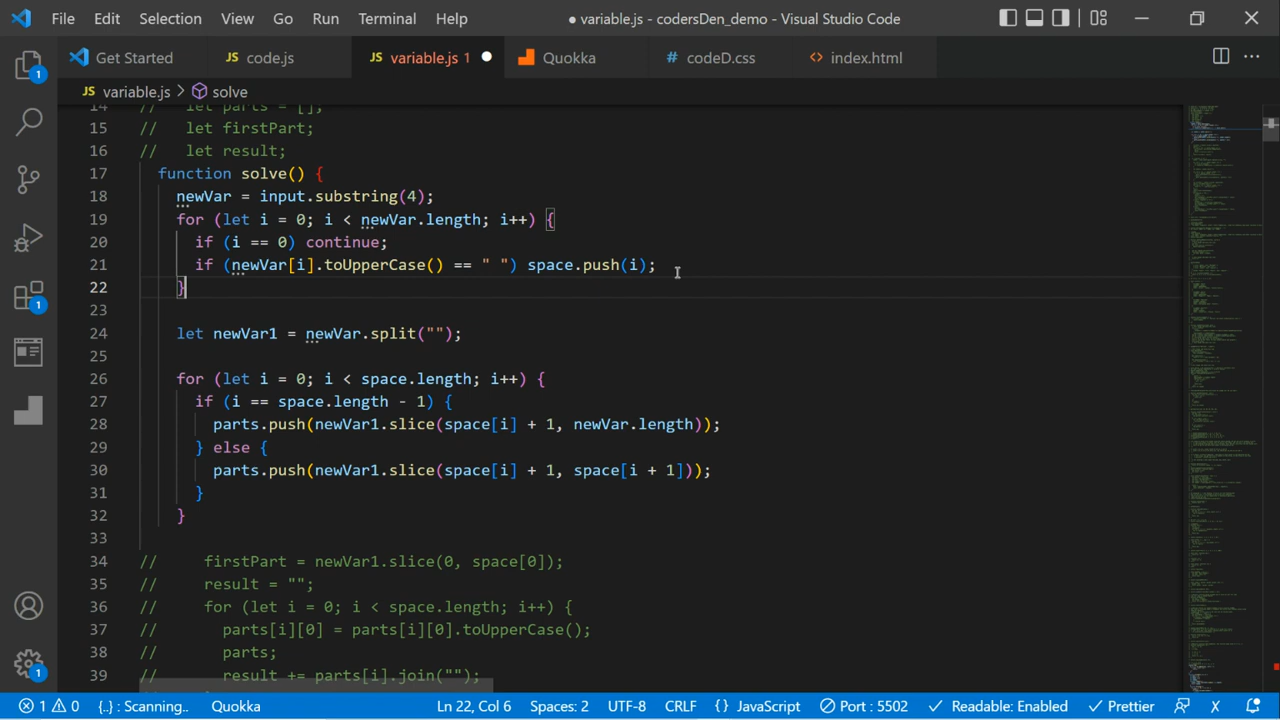 File Edit Selection View Go Run Terminal Help ● variable.js - codersDen_demo - Visual Studio Code
Get Started JS code.js JS variable.js 1 ● Quokka # codeD.css <> index.html
JS variable.js > solve
14 // let parts = [];
15 // let firstPart;
16 // let result;
17 function solve() {
18 newVar = input.substring(4);
19 for (let i = 0; i < newVar.length; i++) {
20 if (i == 0) continue;
21 if (newVar[i].toUpperCase() == " ") space.push(i);
22 }
23
24 let newVar1 = newVar.split("");
25
26 for (let i = 0; i < space.length; i++) {
27 if (i == space.length - 1) {
28 parts.push(newVar1.slice(space[i] + 1, newVar.length));
29 } else {
30 parts.push(newVar1.slice(space[i] + 1, space[i + 1]));
31 }
32 }
33
34 // firstPart = newVar1.slice(0, space[0]);
35 // result = "";
36 // for (let i = 0; i < space.length; i++) {
37 // parts[i][0] = parts[i][0].toUpperCase();
38 // parts;
39 // result += parts[i].join("");
1
1
1
1 0 {..} : Scanning.. Quokka Ln 22, Col 6 Spaces: 2 UTF-8 CRLF {} JavaScript Port : 5502 Readable: Enabled X Prettier